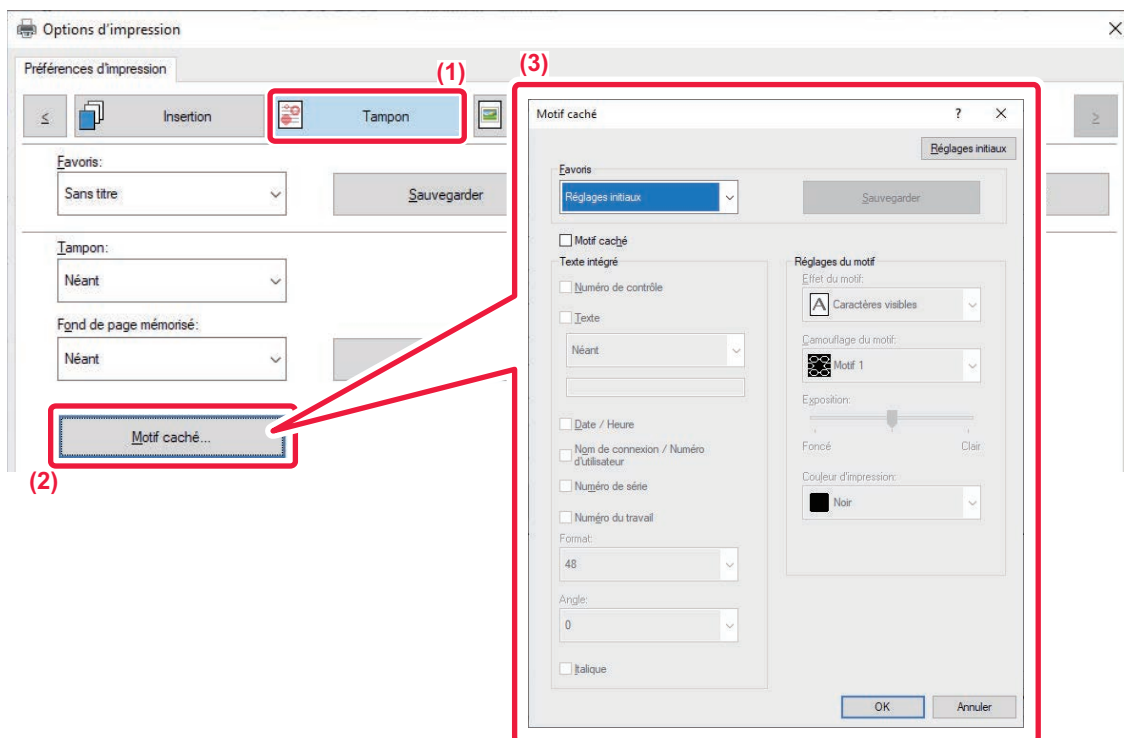 Options d'impression
Préférences d'impression
(1)
(3)
<
Insertion
Tampon
>
Favoris:
Sans titre
Sauvegarder
Tampon:
Néant
Fond de page mémorisé:
Néant
Motif caché...
(2)
Motif caché
?
Réglages initiaux
Favoris
Réglages initiaux
Sauvegarder
Motif caché
Texte intégré
Numéro de contrôle
Texte
Néant
Date / Heure
Nom de connexion / Numéro
d'utilisateur
Numéro de série
Numéro du travail
Format:
48
Angle:
0
Italique
Réglages du motif
Effet du motif:
A Caractères visibles
Camouflage du motif:
Motif 1
Exposition:
Foncé Clair
Couleur d'impression:
Noir
OK
Annuler